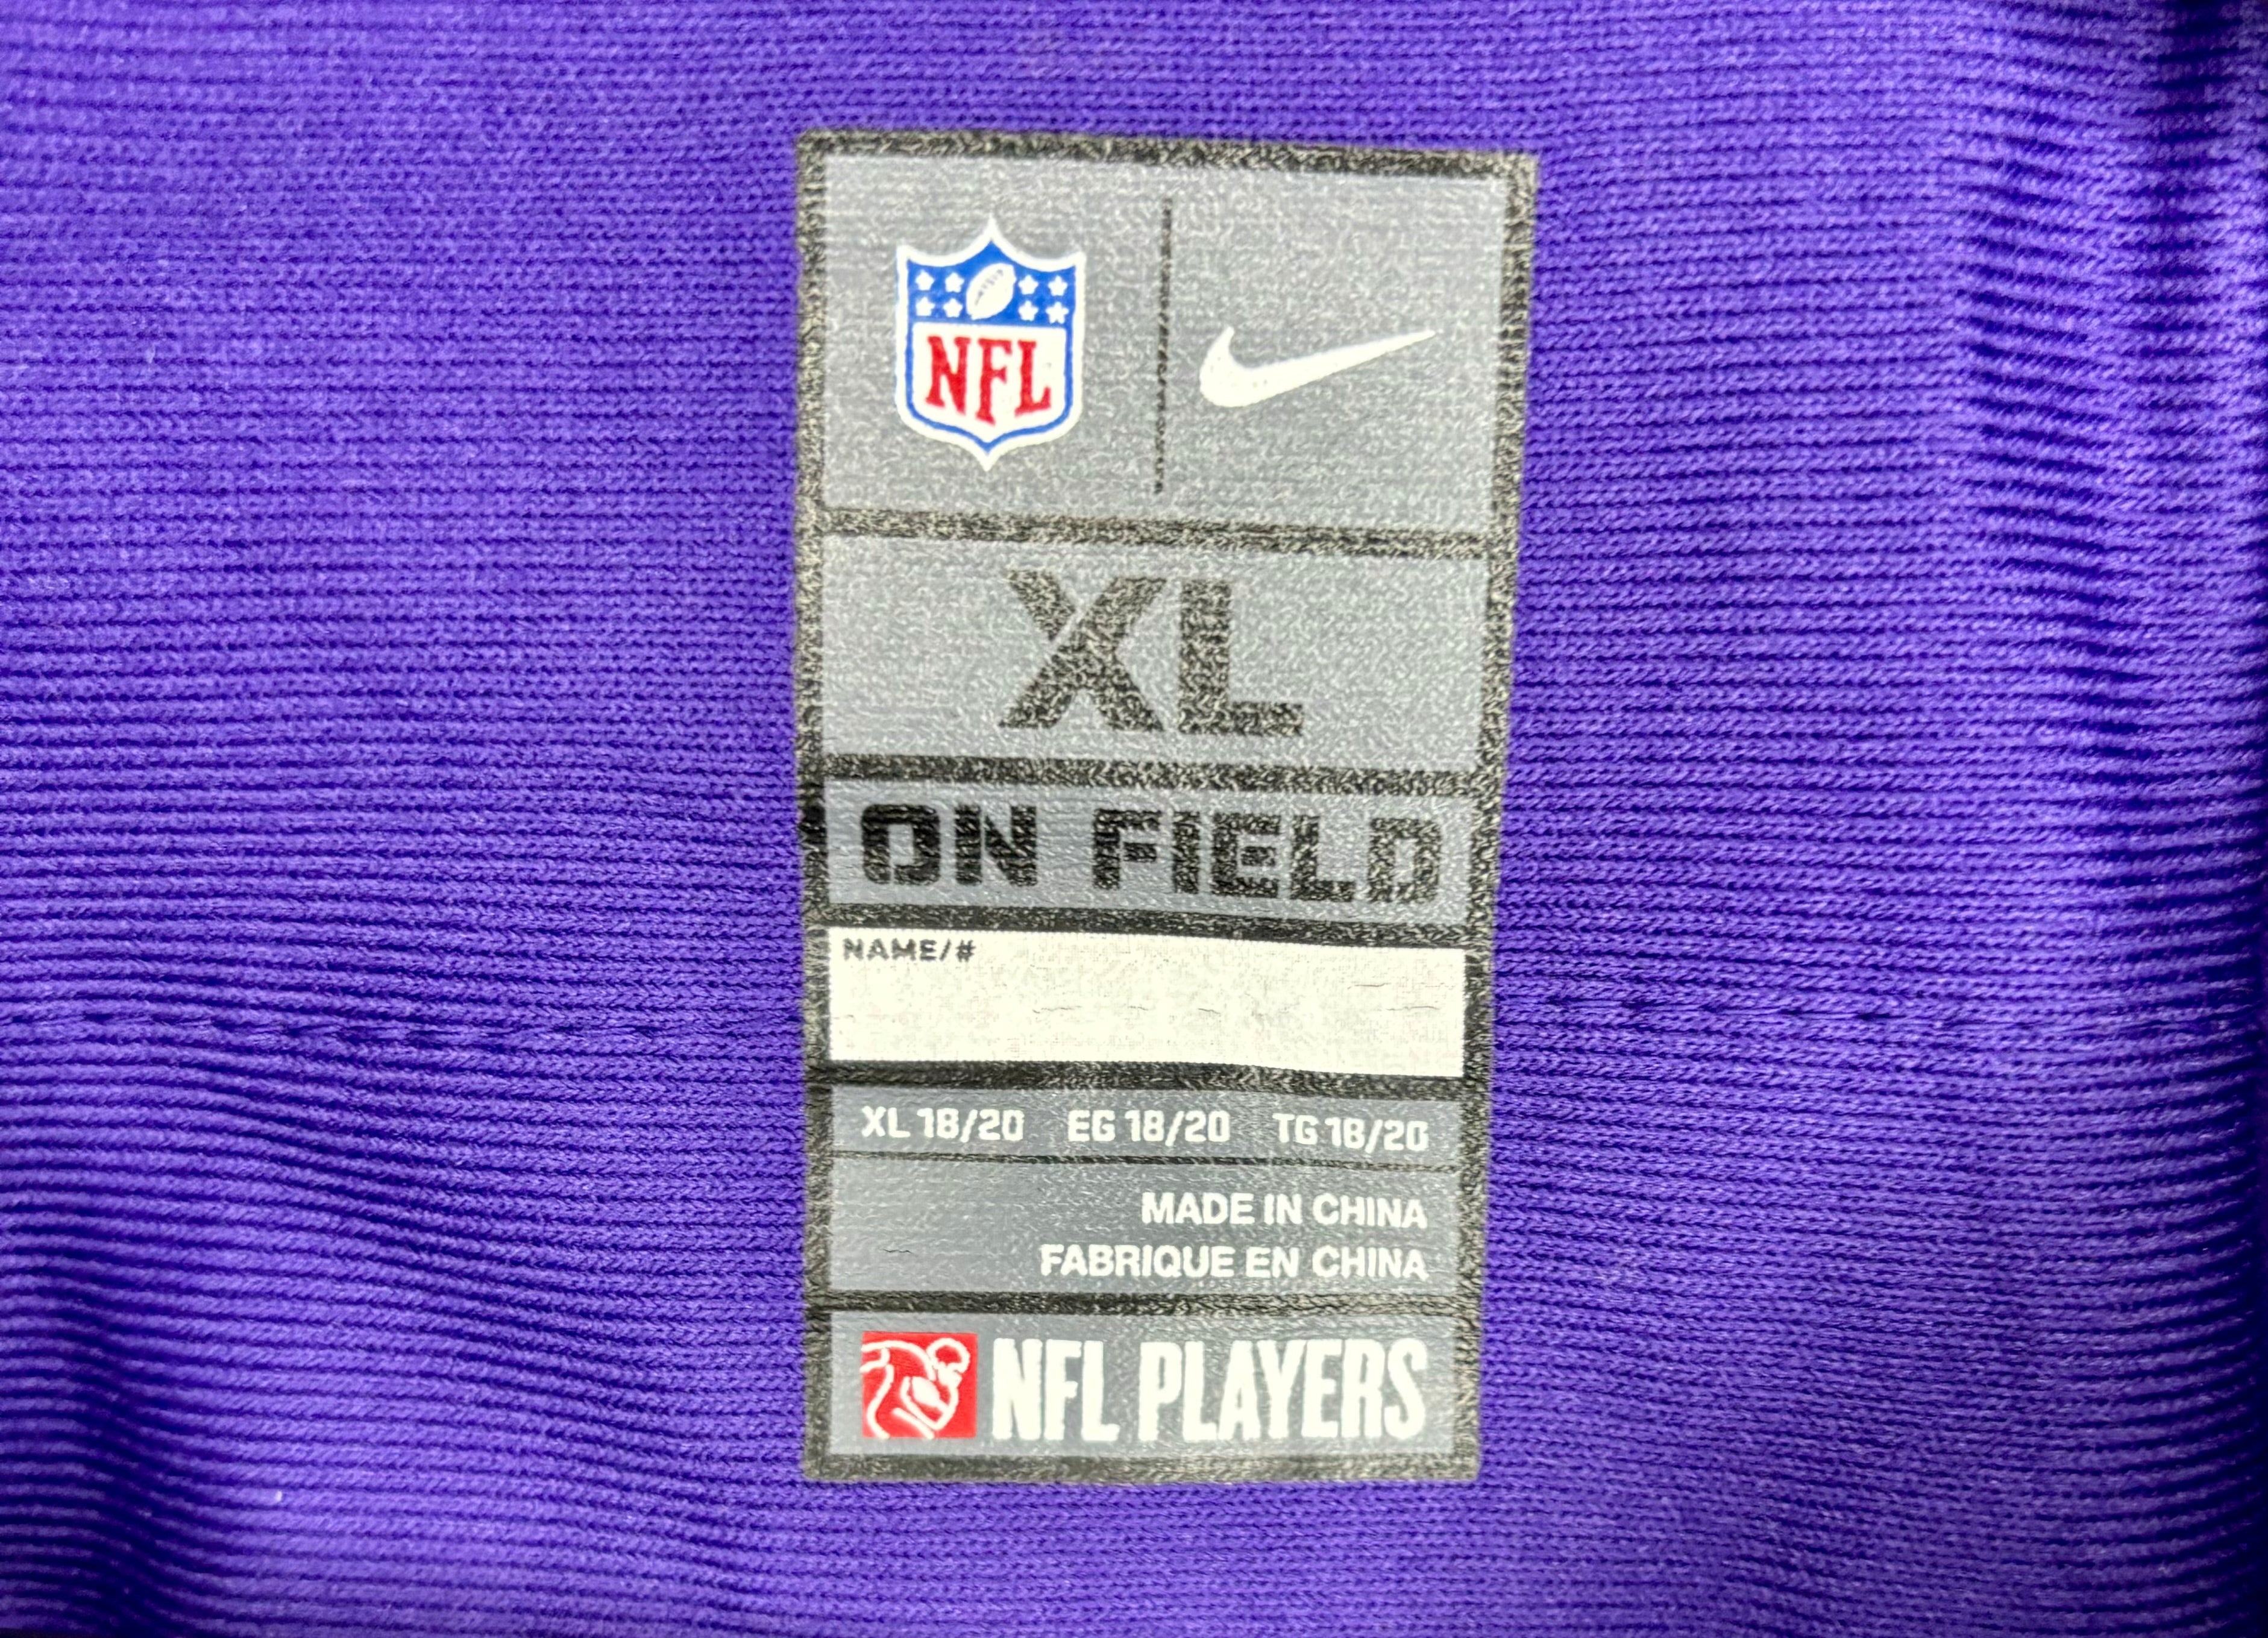 NFL
XL
ON FIELD
NAME/#
XL 18/20 EG 18/20 TG 18/20
MADE IN CHINA
FABRIQUE EN CHINA
NFL PLAYERS